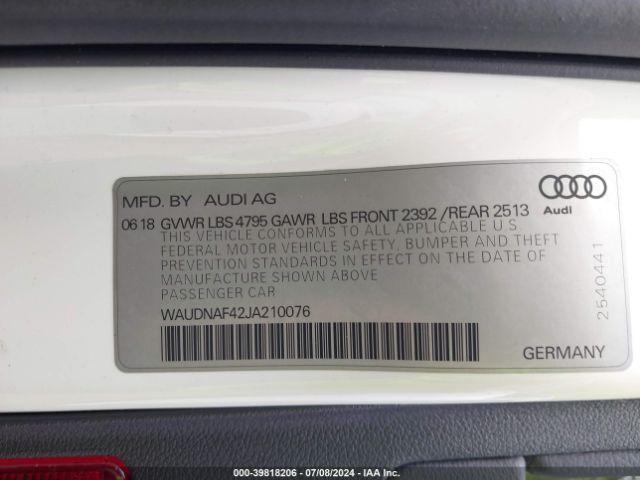 MFD. BY AUDI AG
06 18 GVWR LBS 4795 GAWR LBS FRONT 2392 / REAR 2513
Audi
THIS VEHICLE CONFORMS TO ALL APPLICABLE U.S.
FEDERAL MOTOR VEHICLE SAFETY, BUMPER AND THEFT
PREVENTION STANDARDS IN EFFECT ON THE DATE OF
MANUFACTURE SHOWN ABOVE
PASSENGER CAR
WAUDNAF42JA210076
2540441
GERMANY
000-39818206 - 07/08/2024 - IAAI.COM